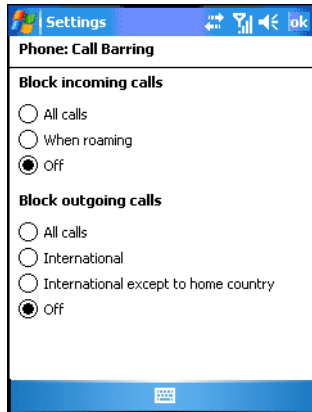 Settings
ok
Phone: Call Barring
Block incoming calls
All calls
When roaming
Off
Block outgoing calls
All calls
International
International except to home country
Off